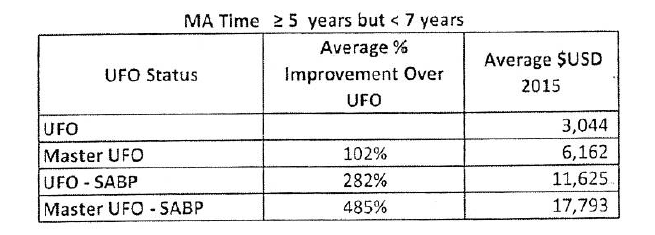 MA Time ≥ 5 years but < 7 years
UFO Status Average % Improvement Over UFO Average $USD 2015
UFO 3,044
Master UFO 102% 6,162
UFO - SABP 282% 11,625
Master UFO - SABP 485% 17,793